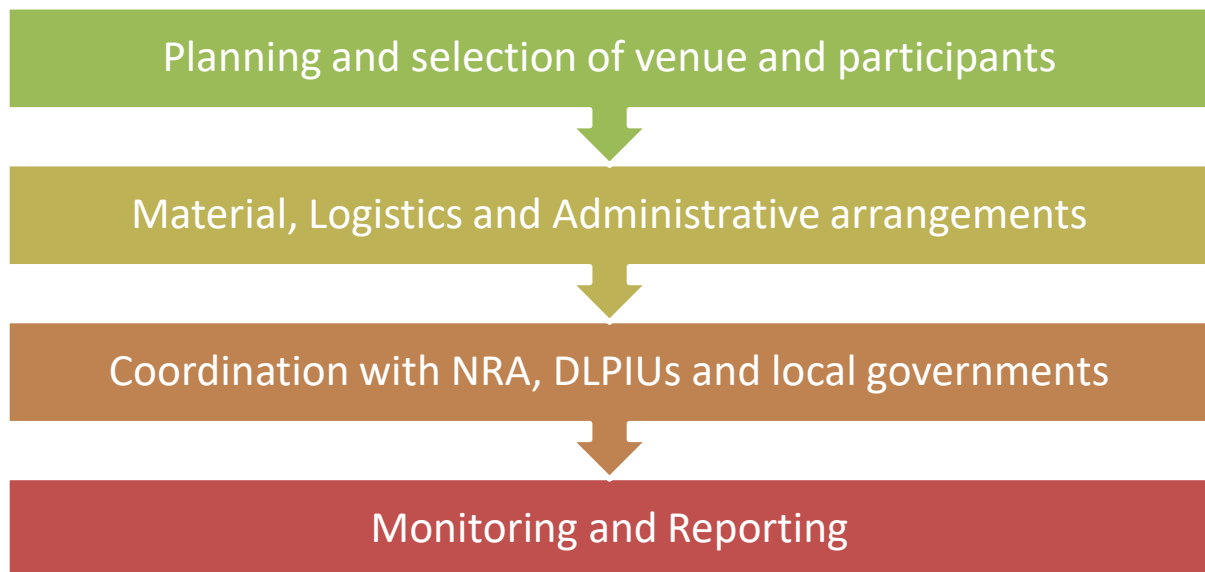 Planning and selection of venue and participants
Material, Logistics and Administrative arrangements
Coordination with NRA, DLPIUs and local governments
Monitoring and Reporting